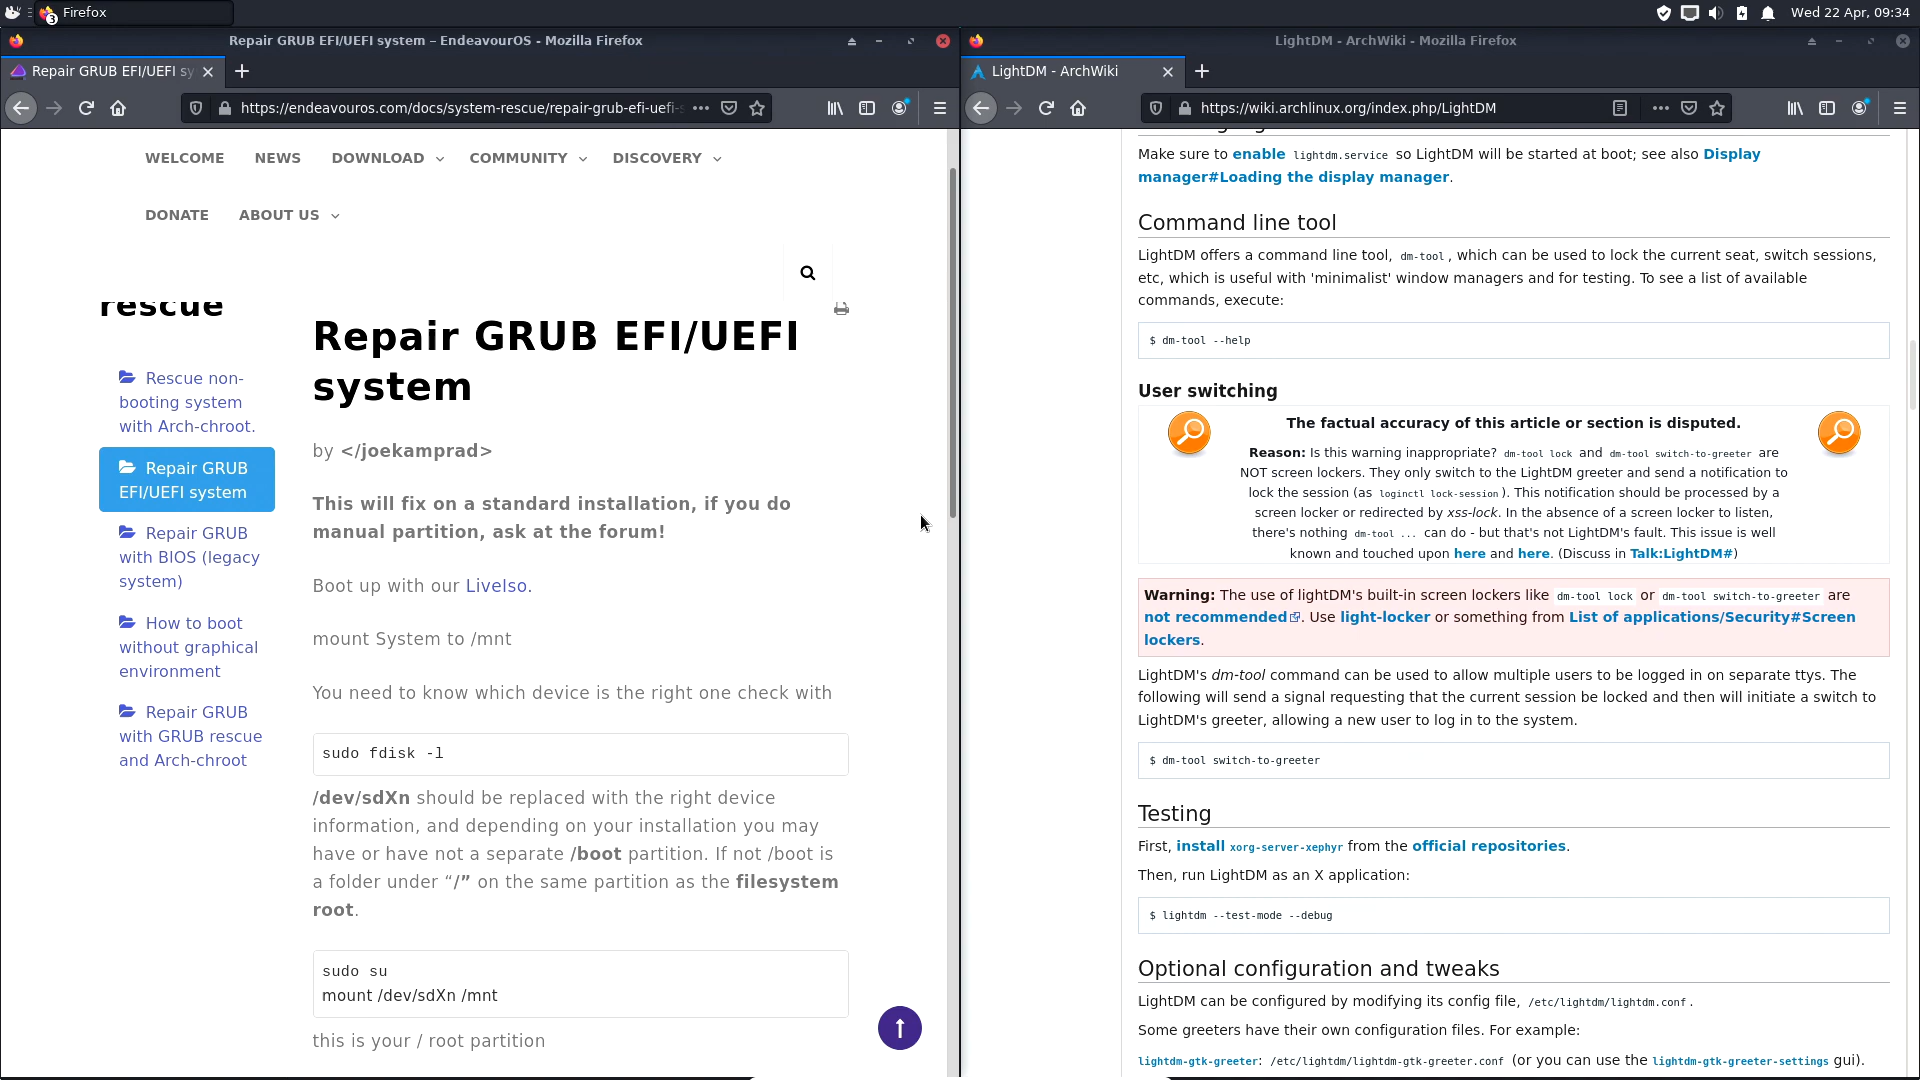 3 Firefox
Wed 22 Apr, 09:34
Repair GRUB EFI/UEFI system – EndeavourOS - Mozilla Firefox
Repair GRUB EFI/UEFI sy
https://endeavouros.com/docs/system-rescue/repair-grub-efi-uefi-s
WELCOME NEWS DOWNLOAD COMMUNITY DISCOVERY
DONATE ABOUT US
rescue
Rescue non-
booting system
with Arch-chroot.
Repair GRUB
EFI/UEFI system
Repair GRUB
with BIOS (legacy
system)
How to boot
without graphical
environment
Repair GRUB
with GRUB rescue
and Arch-chroot
Repair GRUB EFI/UEFI
system
by </joekamprad>
This will fix on a standard installation, if you do
manual partition, ask at the forum!
Boot up with our LiveIso.
mount System to /mnt
You need to know which device is the right one check with
sudo fdisk -l
/dev/sdXn should be replaced with the right device
information, and depending on your installation you may
have or have not a separate /boot partition. If not /boot is
a folder under “/” on the same partition as the filesystem
root.
sudo su
mount /dev/sdXn /mnt
this is your / root partition
LightDM - ArchWiki - Mozilla Firefox
LightDM - ArchWiki
https://wiki.archlinux.org/index.php/LightDM
Make sure to enable lightdm.service so LightDM will be started at boot; see also Display
manager#Loading the display manager.
Command line tool
LightDM offers a command line tool, dm-tool, which can be used to lock the current seat, switch sessions,
etc, which is useful with 'minimalist' window managers and for testing. To see a list of available
commands, execute:
$ dm-tool --help
User switching
The factual accuracy of this article or section is disputed.
Reason: Is this warning inappropriate? dm-tool lock and dm-tool switch-to-greeter are
NOT screen lockers. They only switch to the LightDM greeter and send a notification to
lock the session (as loginctl lock-session). This notification should be processed by a
screen locker or redirected by xss-lock. In the absence of a screen locker to listen,
there's nothing dm-tool ... can do - but that's not LightDM's fault. This issue is well
known and touched upon here and here. (Discuss in Talk:LightDM#)
Warning: The use of lightDM's built-in screen lockers like dm-tool lock or dm-tool switch-to-greeter are
not recommended. Use light-locker or something from List of applications/Security#Screen
lockers.
LightDM's dm-tool command can be used to allow multiple users to be logged in on separate ttys. The
following will send a signal requesting that the current session be locked and then will initiate a switch to
LightDM's greeter, allowing a new user to log in to the system.
$ dm-tool switch-to-greeter
Testing
First, install xorg-server-xephyr from the official repositories.
Then, run LightDM as an X application:
$ lightdm --test-mode --debug
Optional configuration and tweaks
LightDM can be configured by modifying its config file, /etc/lightdm/lightdm.conf.
Some greeters have their own configuration files. For example:
lightdm-gtk-greeter: /etc/lightdm/lightdm-gtk-greeter.conf (or you can use the lightdm-gtk-greeter-settings gui).